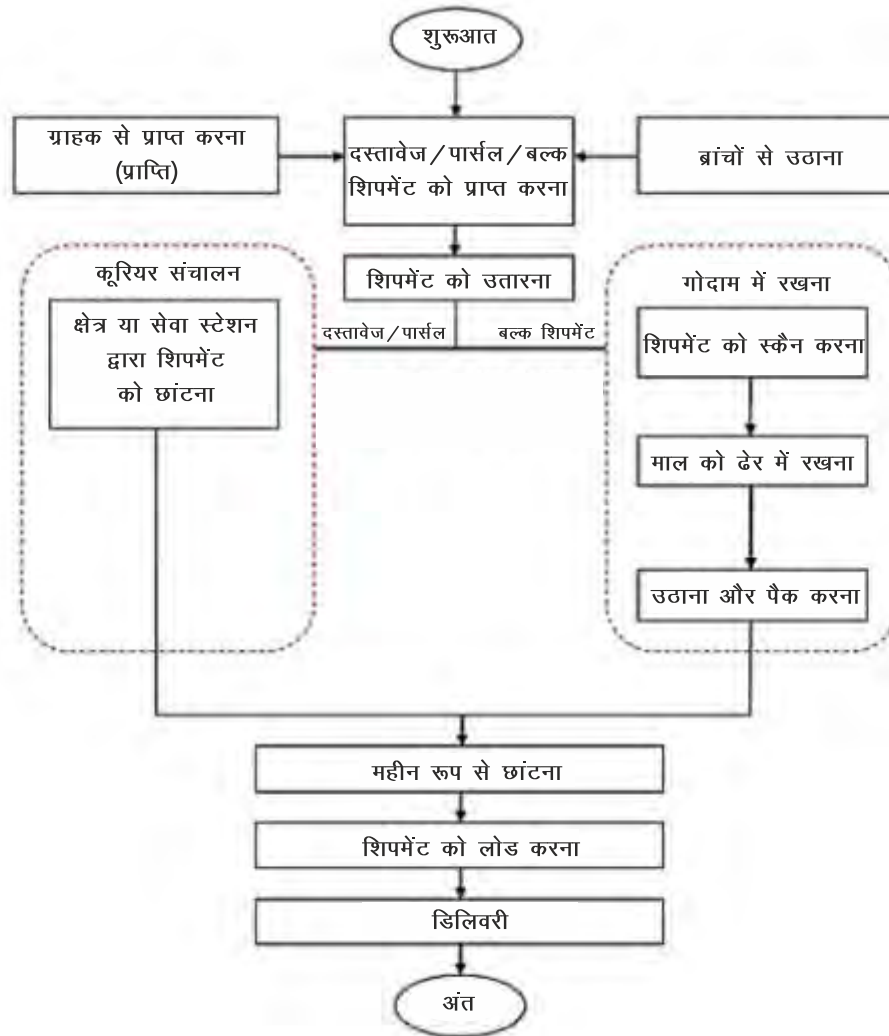 शुरूआत
ग्राहक से प्राप्त करना
(प्राप्ति)
दस्तावेज/पार्सल/बल्क
शिपमेंट को प्राप्त करना
ब्रांचों से उठाना
शिपमेंट को उतारना
कूरियर संचालन
क्षेत्र या सेवा स्टेशन
द्वारा शिपमेंट
को छांटना
दस्तावेज/पार्सल
बल्क शिपमेंट
गोदाम में रखना
शिपमेंट को स्कैन करना
माल को ढेर में रखना
उठाना और पैक करना
महीन रूप से छांटना
शिपमेंट को लोड करना
डिलिवरी
अंत